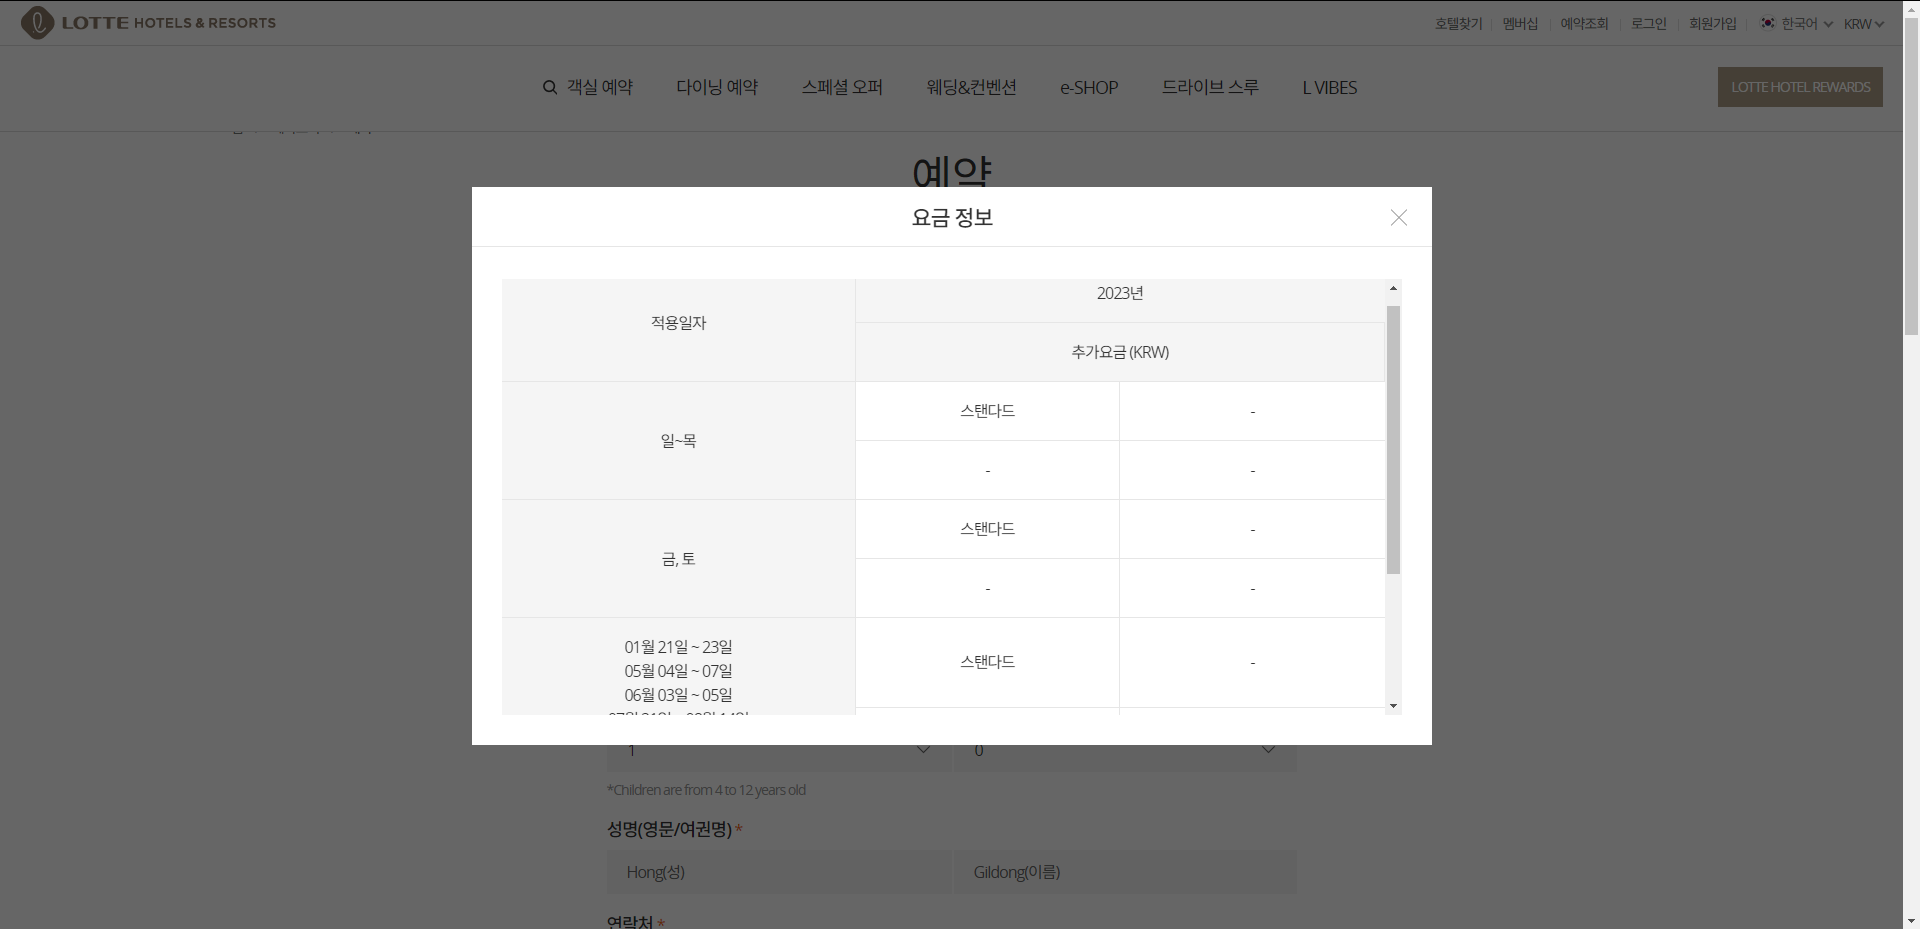 LOTTE HOTELS & RESORTS
호텔찾기 멤버십 예약조회 로그인 회원가입 한국어 KRW
객실 예약 다이닝 예약 스페셜 오퍼 웨딩&컨벤션 e-SHOP 드라이브 스루 L VIBES LOTTE HOTEL REWARDS
예약
요금 정보
적용일자
2023년
추가요금 (KRW)
일~목
스탠다드 -
- -
금, 토
스탠다드 -
- -
01월 21일 ~ 23일
05월 04일 ~ 07일
06월 03일 ~ 05일
스탠다드 -
1 0
*Children are from 4 to 12 years old
성명(영문/여권명) *
Hong(성) Gildong(이름)
연락처 *